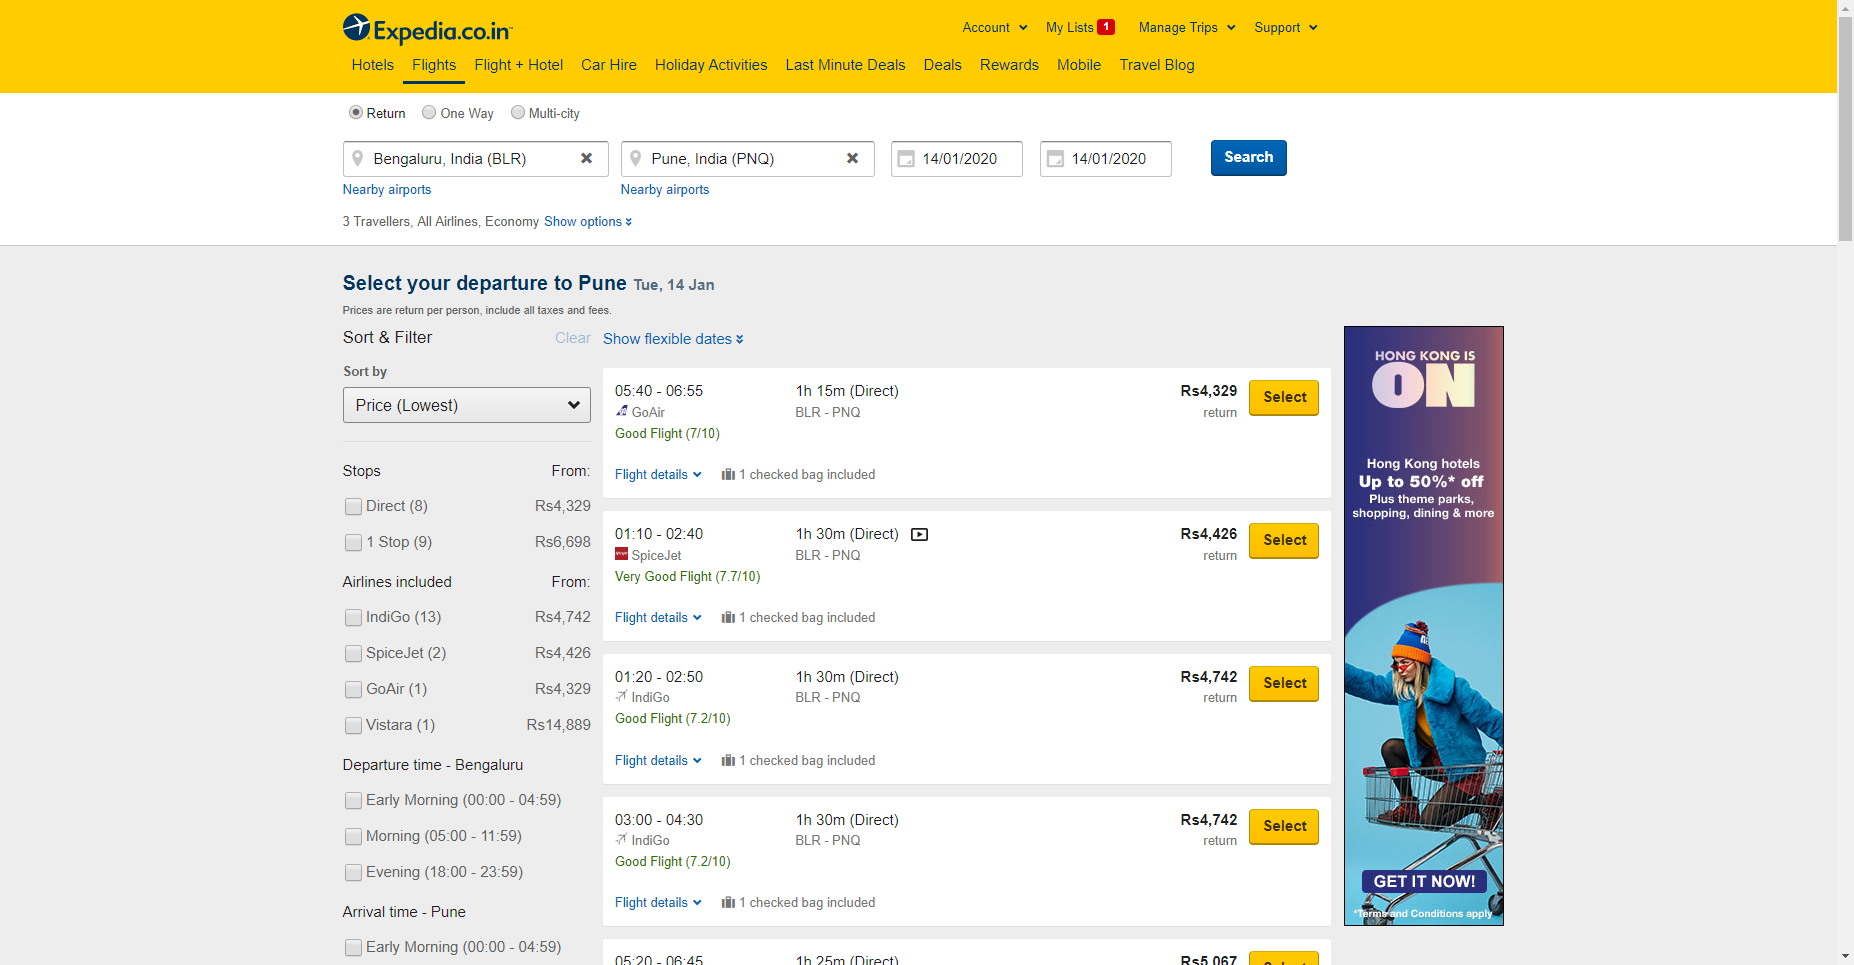 Expedia.co.in
Account
My Lists 1
Manage Trips
Support
Hotels
Flights
Flight + Hotel
Car Hire
Holiday Activities
Last Minute Deals
Deals
Rewards
Mobile
Travel Blog
Return
One Way
Multi-city
Bengaluru, India (BLR)
Pune, India (PNQ)
14/01/2020
14/01/2020
Search
Nearby airports
Nearby airports
3 Travellers, All Airlines, Economy Show options
Select your departure to Pune Tue, 14 Jan
Prices are return per person, include all taxes and fees.
Sort & Filter
Clear
Sort by
Price (Lowest)
Stops From:
Direct (8) Rs4,329
1 Stop (9) Rs6,698
Airlines included From:
IndiGo (13) Rs4,742
SpiceJet (2) Rs4,426
GoAir (1) Rs4,329
Vistara (1) Rs14,889
Departure time - Bengaluru
Early Morning (00:00 - 04:59)
Morning (05:00 - 11:59)
Evening (18:00 - 23:59)
Arrival time - Pune
Early Morning (00:00 - 04:59)
Show flexible dates
05:40 - 06:55 1h 15m (Direct) Rs4,329 Select
GoAir BLR - PNQ return
Good Flight (7/10)
Flight details 1 checked bag included
01:10 - 02:40 1h 30m (Direct) Rs4,426 Select
SpiceJet BLR - PNQ return
Very Good Flight (7.7/10)
Flight details 1 checked bag included
01:20 - 02:50 1h 30m (Direct) Rs4,742 Select
IndiGo BLR - PNQ return
Good Flight (7.2/10)
Flight details 1 checked bag included
03:00 - 04:30 1h 30m (Direct) Rs4,742 Select
IndiGo BLR - PNQ return
Good Flight (7.2/10)
Flight details 1 checked bag included
05:20 - 06:45 1h 25m (Direct) Rs5,067 Select
HONG KONG IS
ON
Hong Kong hotels
Up to 50%* off
Plus theme parks,
shopping, dining & more
GET IT NOW!
*Terms and Conditions apply